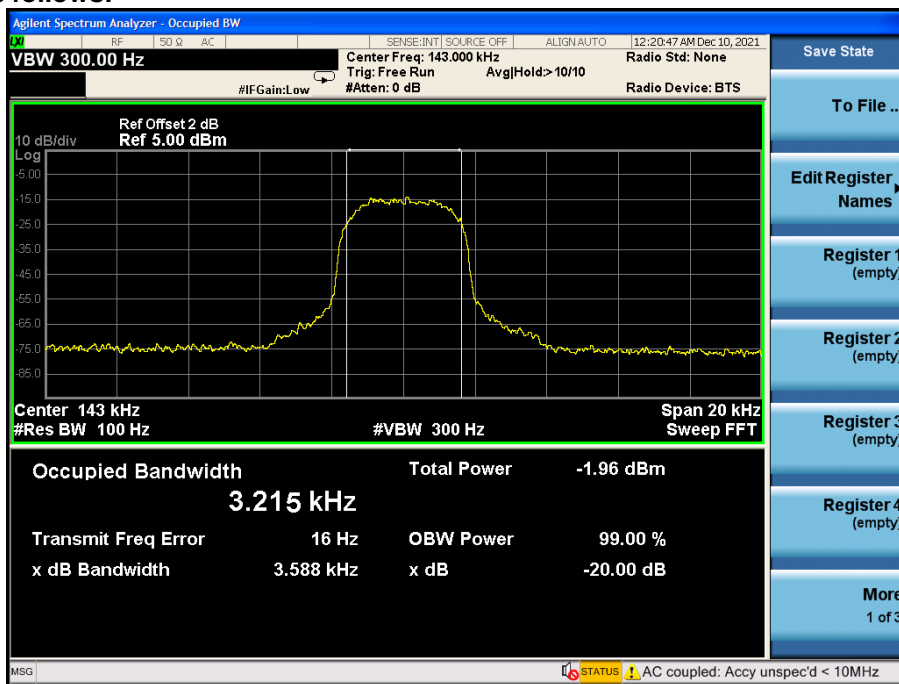 follows.
Agilent Spectrum Analyzer - Occupied BW
LXI RF 50 Ω AC SENSE:INT SOURCE OFF ALIGN AUTO 12:20:47 AM Dec 10, 2021
VBW 300.00 Hz Center Freq: 143.000 kHz Radio Std: None
Trig: Free Run Avg|Hold:> 10/10
#IFGain:Low #Atten: 0 dB Radio Device: BTS
Ref Offset 2 dB
10 dB/div Ref 5.00 dBm
Log
-5.00
-15.0
-25.0
-35.0
-45.0
-55.0
-65.0
-75.0
-85.0
Center 143 kHz Span 20 kHz
#Res BW 100 Hz #VBW 300 Hz Sweep FFT
Occupied Bandwidth Total Power -1.96 dBm
3.215 kHz
Transmit Freq Error 16 Hz OBW Power 99.00 %
x dB Bandwidth 3.588 kHz x dB -20.00 dB
Save State
To File ..
Edit Register
Names
Register 1
(empty)
Register 2
(empty)
Register 3
(empty)
Register 4
(empty)
More
1 of 3
MSG STATUS AC coupled: Accy unspec'd < 10MHz